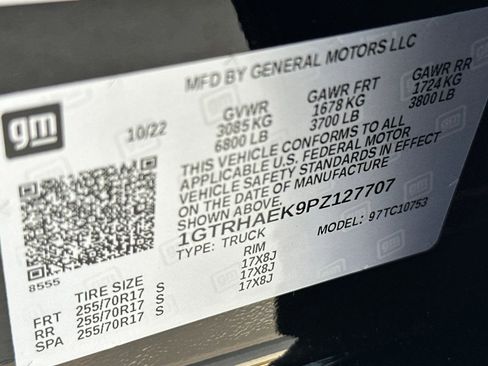 MFD BY GENERAL MOTORS LLC
gm
10/22
GVWR GAWR FRT GAWR RR
3085 KG 1678 KG 1724 KG
6800 LB 3700 LB 3800 LB
THIS VEHICLE CONFORMS TO ALL
APPLICABLE U.S. FEDERAL MOTOR
VEHICLE SAFETY STANDARDS IN EFFECT
ON THE DATE OF MANUFACTURE
SHOWN ABOVE.
1GTRHAEK9PZ127707
TYPE: TRUCK MODEL: 97TC10753
8555
TIRE SIZE RIM
FRT 255/70R17 S 17X8J
RR 255/70R17 S 17X8J
SPA 255/70R17 S 17X8J